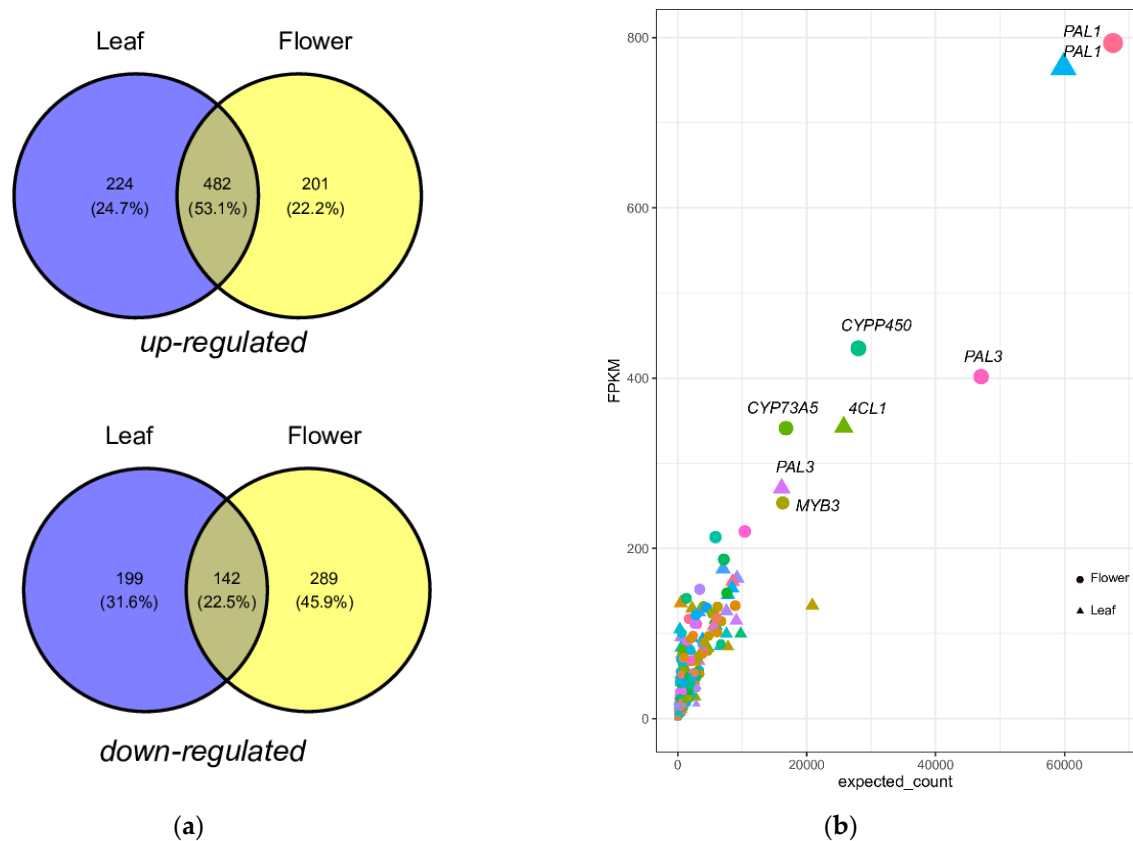 Leaf
Flower
224
(24.7%)
482
(53.1%)
201
(22.2%)
up-regulated
Leaf
Flower
199
(31.6%)
142
(22.5%)
289
(45.9%)
down-regulated
(a)
800
600
400
200
0
FPKM
PAL1
PAL1
CYPP450
PAL3
CYP73A5
4CL1
PAL3
MYB3
Flower
Leaf
0
20000
40000
60000
expected_count
(b)